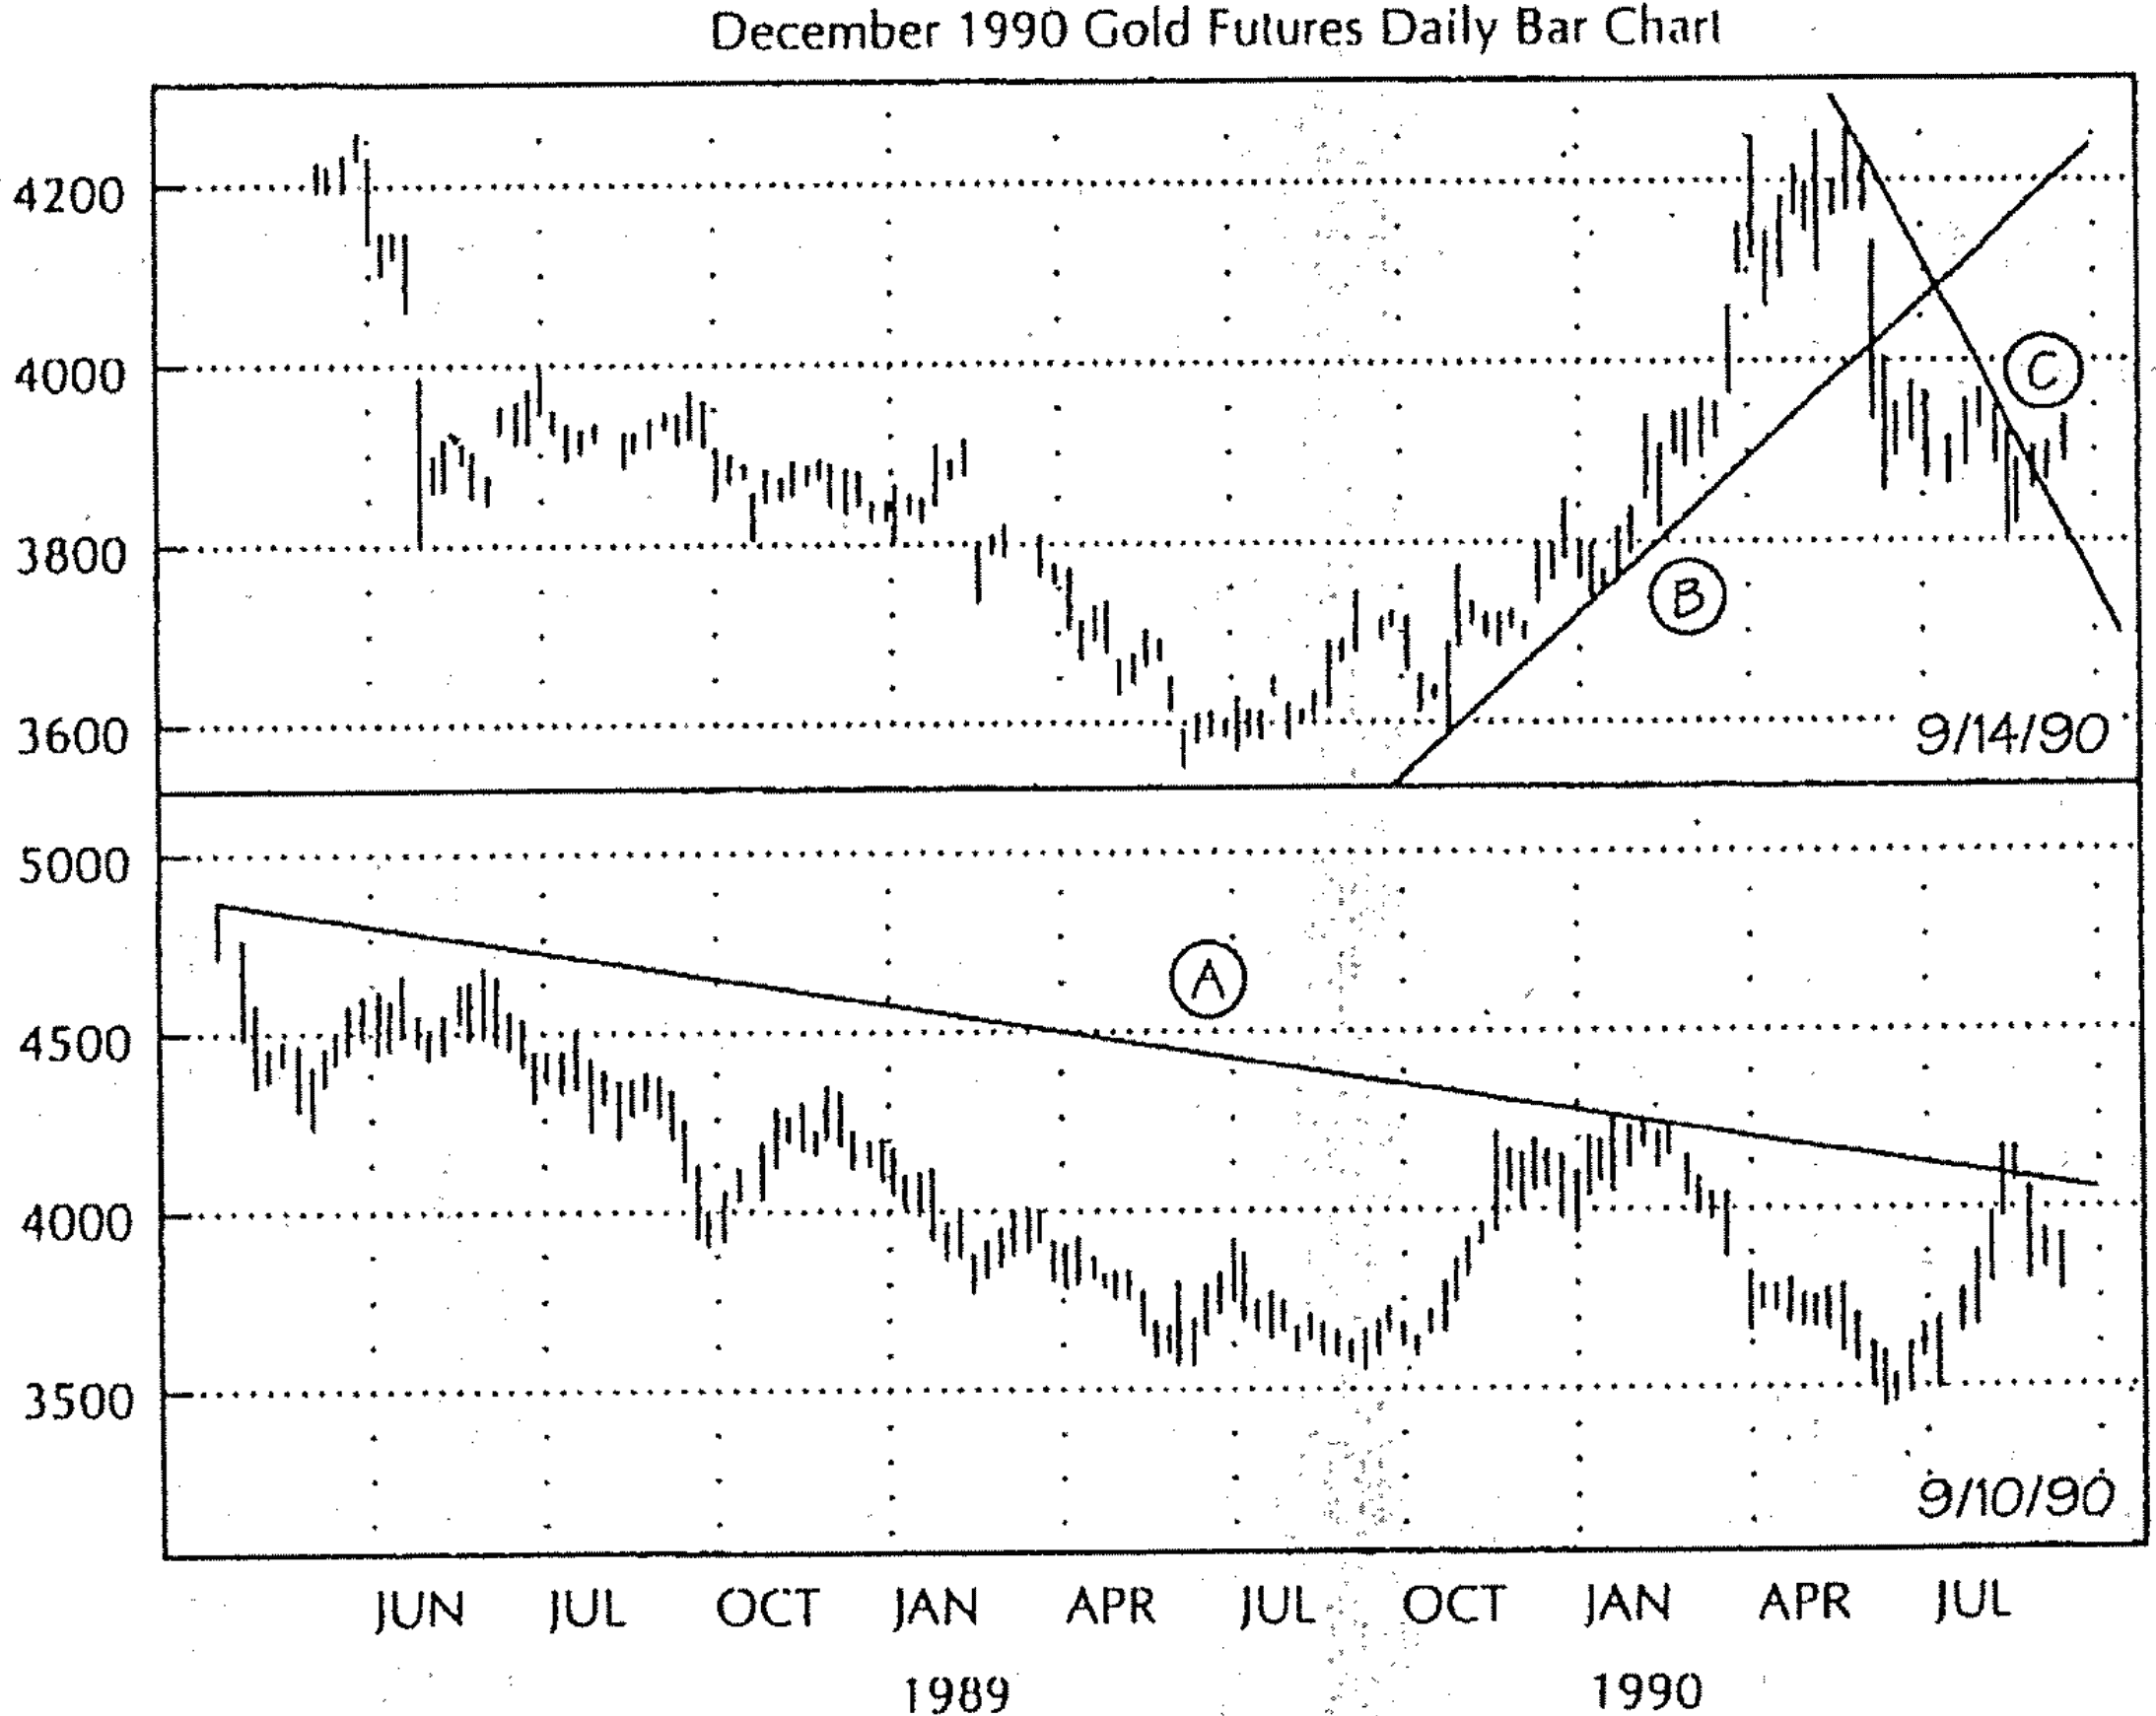 December 1990 Gold Futures Daily Bar Chart
4200
4000
C
3800
B
3600
9/14/90
5000
A
4500
4000
3500
9/10/90
JUN JUL OCT JAN APR JUL OCT JAN APR JUL
1989 1990